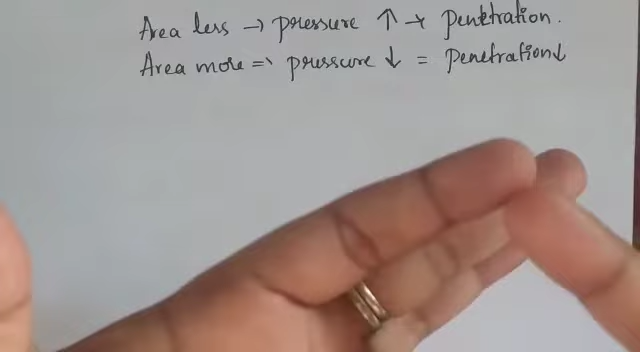 Area less → pressure ↑ → penetration.
Area more => pressure ↓ = penetration↓